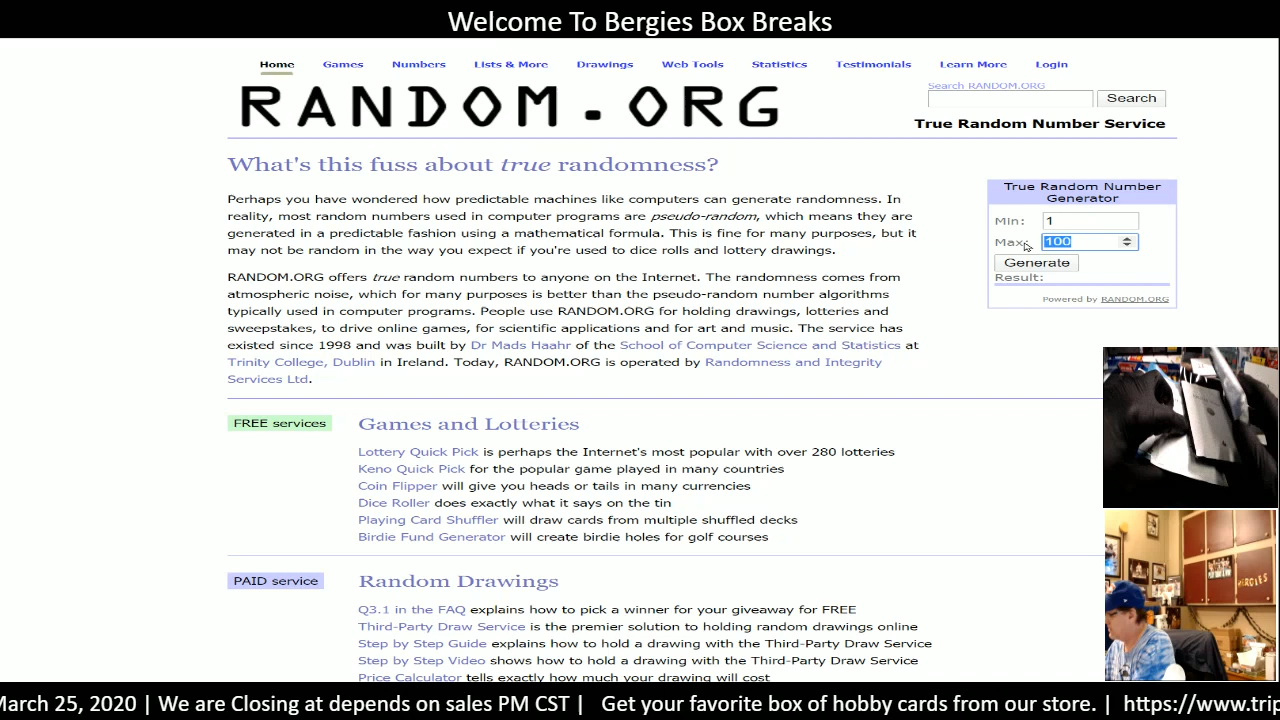 Welcome To Bergies Box Breaks
Home Games Numbers Lists & More Drawings Web Tools Statistics Testimonials Learn More Login
RANDOM.ORG
Search RANDOM.ORG
Search
True Random Number Service
What's this fuss about true randomness?
Perhaps you have wondered how predictable machines like computers can generate randomness. In
reality, most random numbers used in computer programs are pseudo-random, which means they are
generated in a predictable fashion using a mathematical formula. This is fine for many purposes, but it
may not be random in the way you expect if you're used to dice rolls and lottery drawings.
RANDOM.ORG offers true random numbers to anyone on the Internet. The randomness comes from
atmospheric noise, which for many purposes is better than the pseudo-random number algorithms
typically used in computer programs. People use RANDOM.ORG for holding drawings, lotteries and
sweepstakes, to drive online games, for scientific applications and for art and music. The service has
existed since 1998 and was built by Dr Mads Haahr of the School of Computer Science and Statistics at
Trinity College, Dublin in Ireland. Today, RANDOM.ORG is operated by Randomness and Integrity
Services Ltd.
True Random Number
Generator
Min: 1
Max: 100
Generate
Result:
Powered by RANDOM.ORG
FREE services
Games and Lotteries
Lottery Quick Pick is perhaps the Internet's most popular with over 280 lotteries
Keno Quick Pick for the popular game played in many countries
Coin Flipper will give you heads or tails in many currencies
Dice Roller does exactly what it says on the tin
Playing Card Shuffler will draw cards from multiple shuffled decks
Birdie Fund Generator will create birdie holes for golf courses
PAID service
Random Drawings
Q3.1 in the FAQ explains how to pick a winner for your giveaway for FREE
Third-Party Draw Service is the premier solution to holding random drawings online
Step by Step Guide explains how to hold a drawing with the Third-Party Draw Service
Step by Step Video shows how to hold a drawing with the Third-Party Draw Service
Price Calculator tells exactly how much your drawing will cost
BERGIES
March 25, 2020 | We are Closing at depends on sales PM CST | Get your favorite box of hobby cards from our store. | https://www.trip